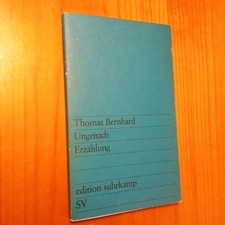 Thomas Bernhard
Ungenach
Erzählung
edition suhrkamp
SV